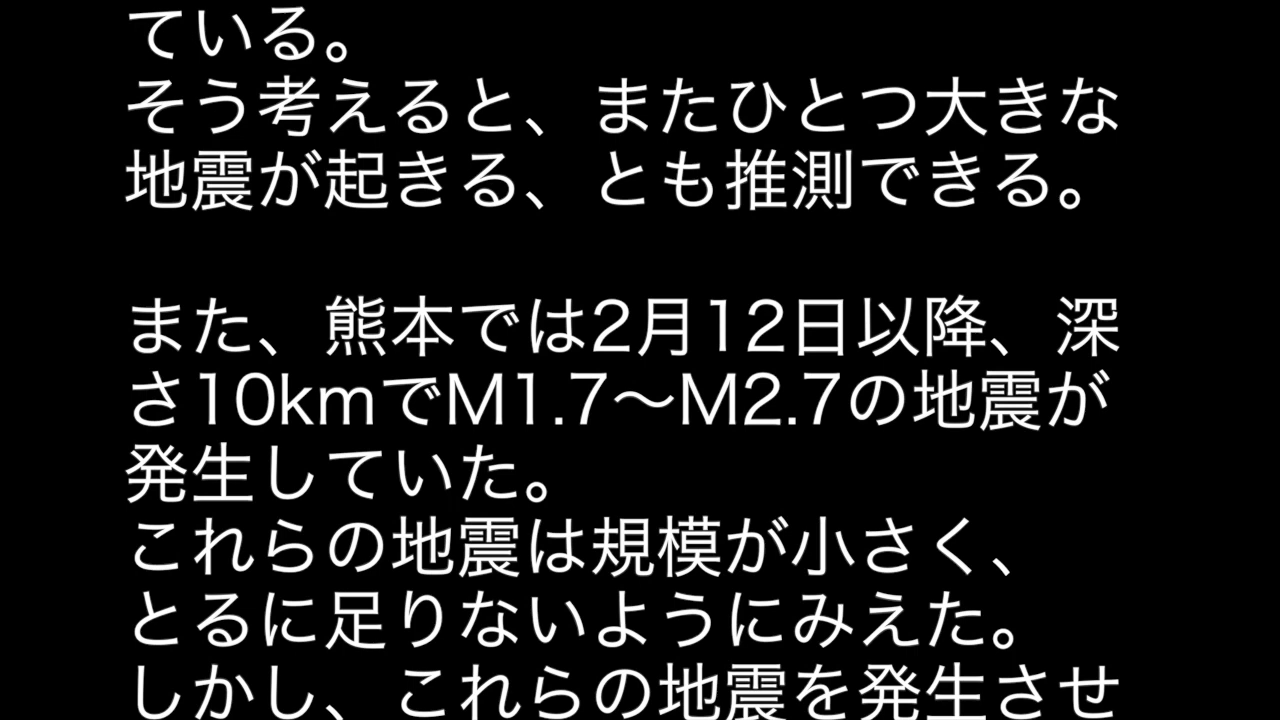 ている。
そう考えると、またひとつ大きな
地震が起きる、とも推測できる。
また、熊本では2月12日以降、深
さ10kmでM1.7〜M2.7の地震が
発生していた。
これらの地震は規模が小さく、
とるに足りないようにみえた。
しかし、これらの地震を発生させ